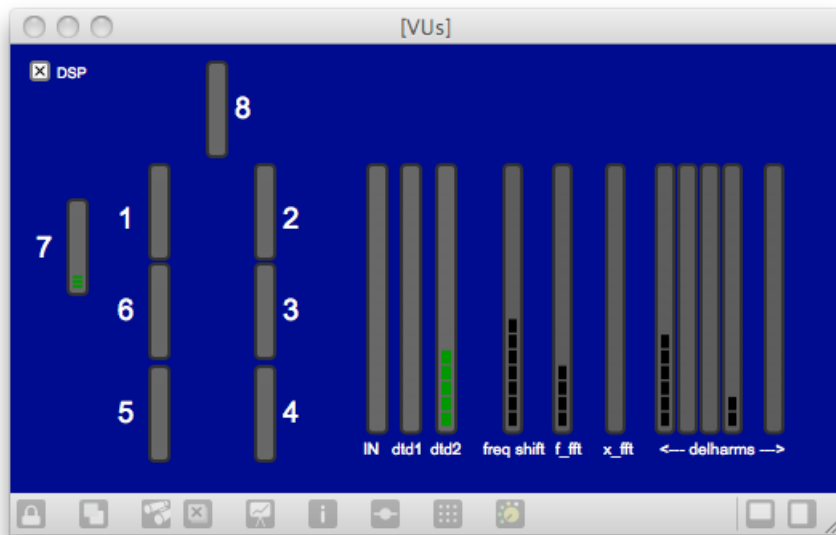 [VUs]
DSP
8
1
2
7
6
3
5
4
IN dtd1 dtd2 freq shift f_fft x_fft <--- delharms --->